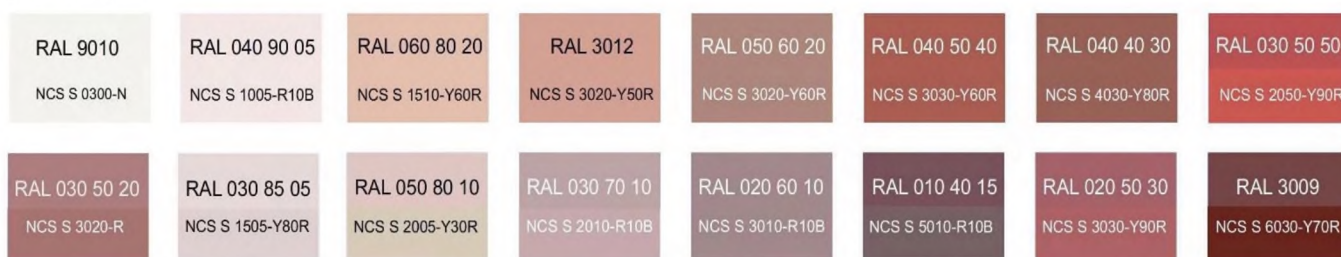 RAL 9010
NCS S 0300-N
RAL 040 90 05
NCS S 1005-R10B
RAL 060 80 20
NCS S 1510-Y60R
RAL 3012
NCS S 3020-Y50R
RAL 050 60 20
NCS S 3020-Y60R
RAL 040 50 40
NCS S 3030-Y60R
RAL 040 40 30
NCS S 4030-Y80R
RAL 030 50 50
NCS S 2050-Y90R
RAL 030 50 20
NCS S 3020-R
RAL 030 85 05
NCS S 1505-Y80R
RAL 050 80 10
NCS S 2005-Y30R
RAL 030 70 10
NCS S 2010-R10B
RAL 020 60 10
NCS S 3010-R10B
RAL 010 40 15
NCS S 5010-R10B
RAL 020 50 30
NCS S 3030-Y90R
RAL 3009
NCS S 6030-Y70R